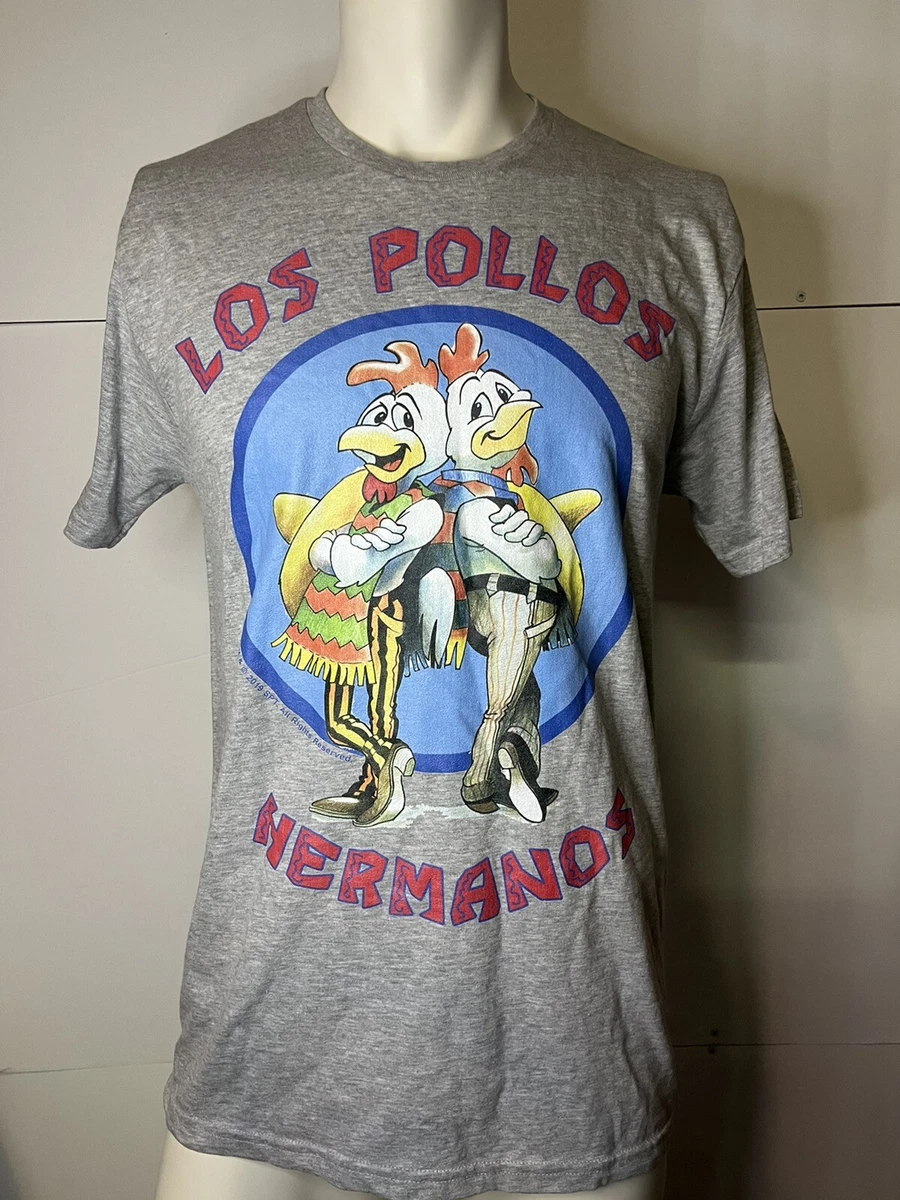 LOS POLLOS
© 2019 SPT. All Rights Reserved
HERMANOS